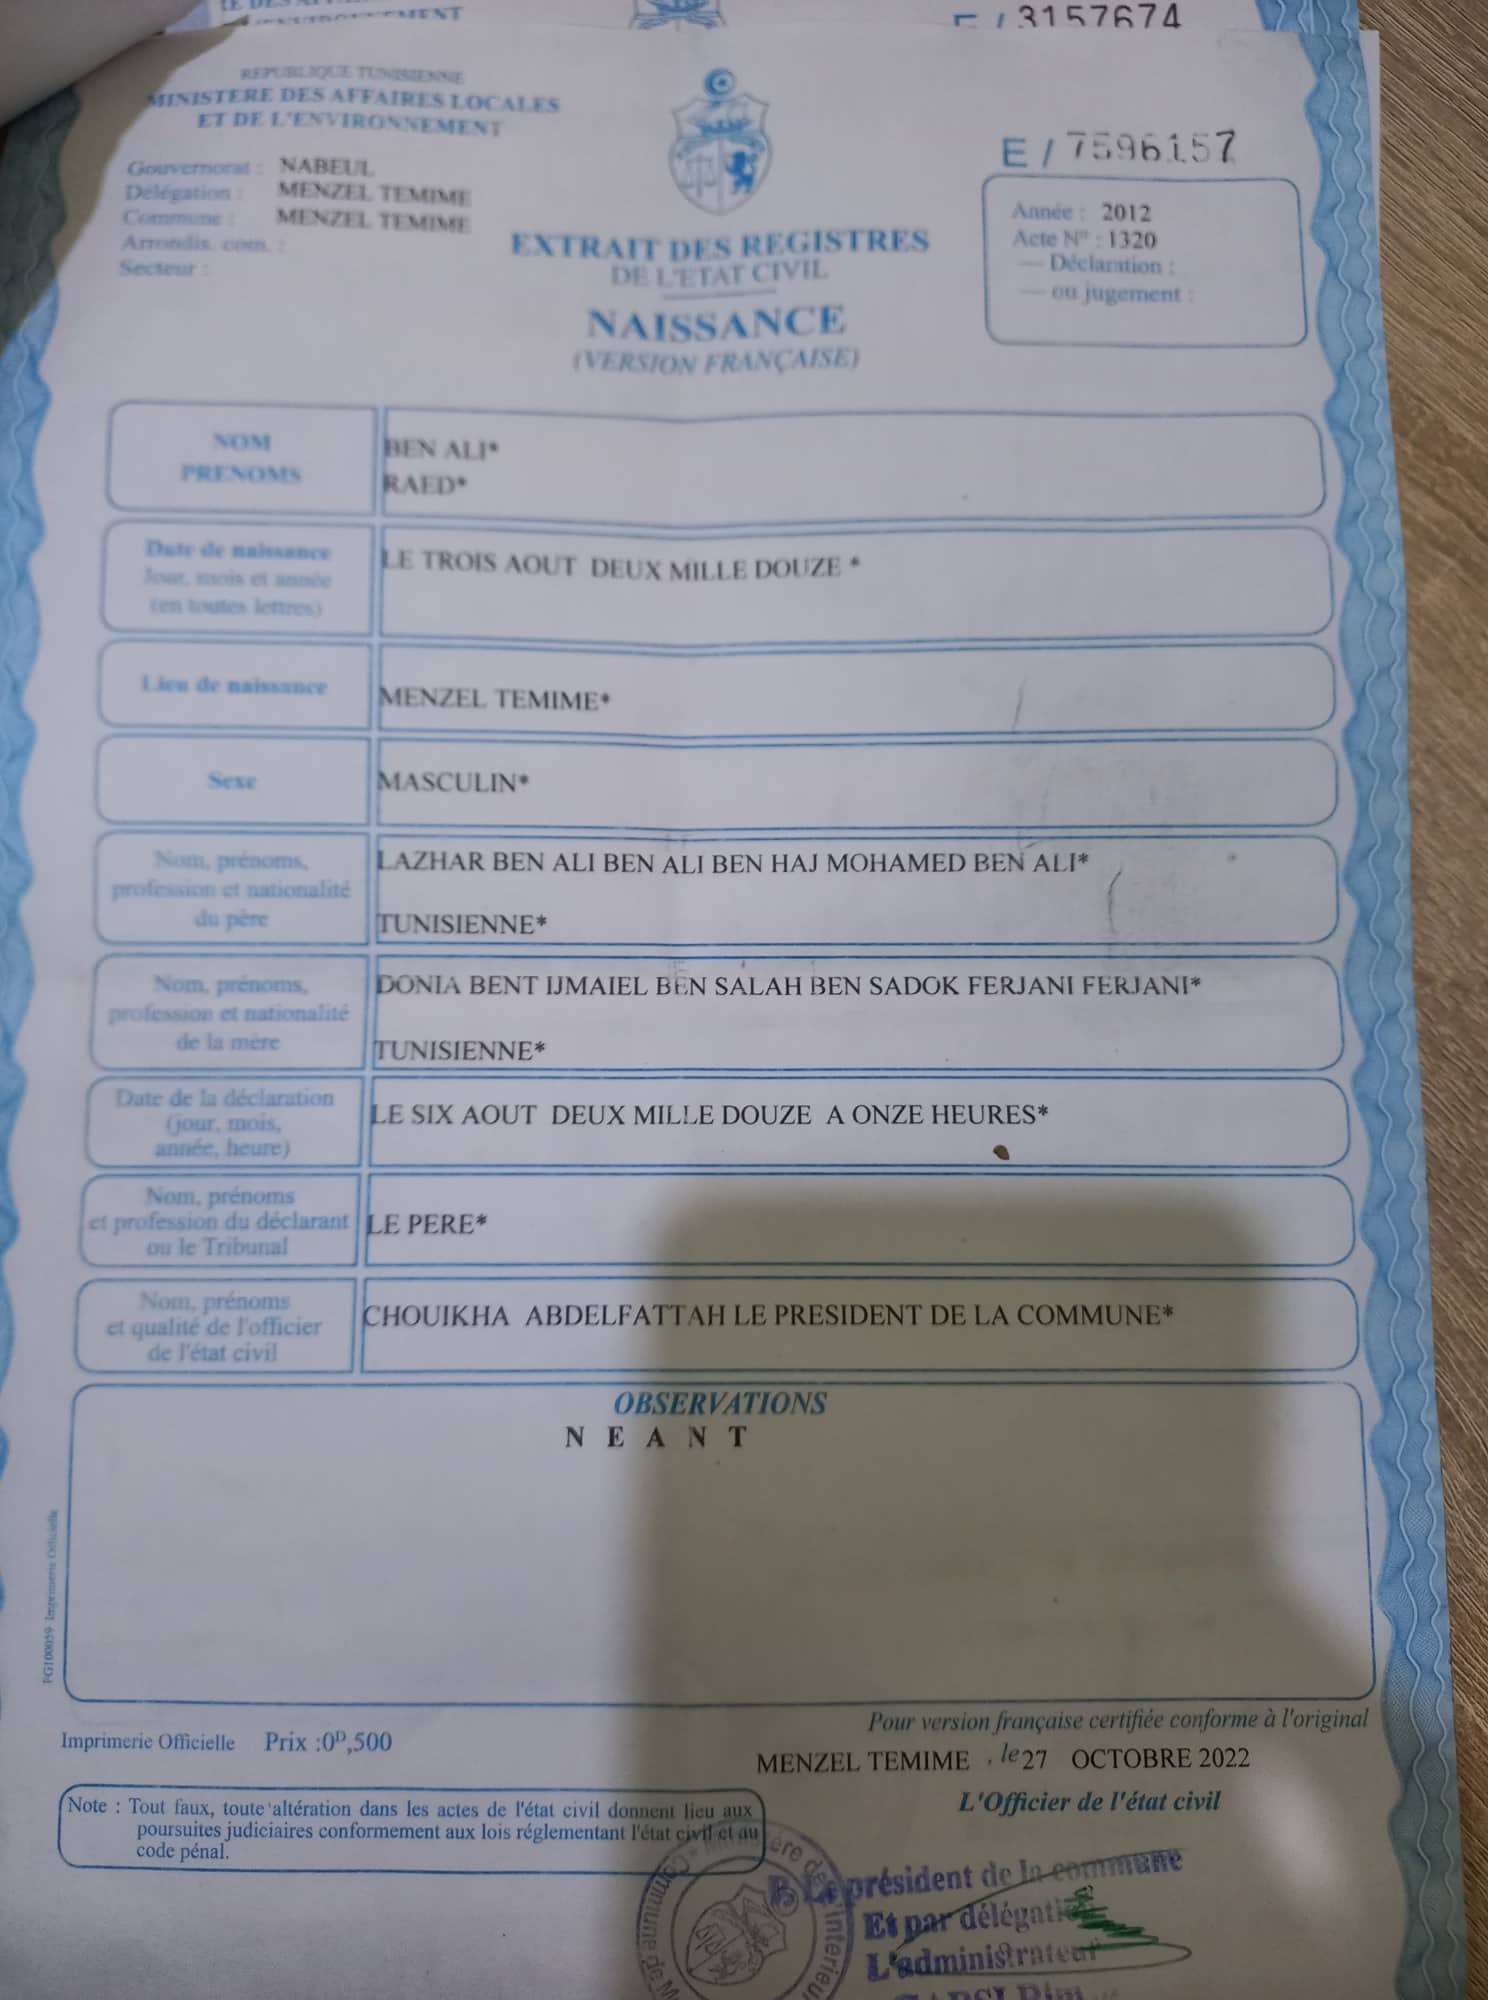 E / 3157674
REPUBLIQUE TUNISIENNE
MINISTERE DES AFFAIRES LOCALES
ET DE L'ENVIRONNEMENT
Gouvernorat : NABEUL
Délégation : MENZEL TEMIME
Commune : MENZEL TEMIME
Arrondis. com. :
Secteur :
E / 7596157
Année : 2012
Acte N° : 1320
— Déclaration :
— ou jugement :
EXTRAIT DES REGISTRES
DE L'ETAT CIVIL
NAISSANCE
(VERSION FRANÇAISE)
NOM BEN ALI*
PRENOMS RAED*
Date de naissance
Jour, mois et année
(en toutes lettres)
LE TROIS AOUT DEUX MILLE DOUZE *
Lieu de naissance
MENZEL TEMIME*
Sexe
MASCULIN*
Nom, prénoms,
profession et nationalité
du père
LAZHAR BEN ALI BEN ALI BEN HAJ MOHAMED BEN ALI*
TUNISIENNE*
Nom, prénoms,
profession et nationalité
de la mère
DONIA BENT IJMAIEL BEN SALAH BEN SADOK FERJANI FERJANI*
TUNISIENNE*
Date de la déclaration
(jour, mois,
année, heure)
LE SIX AOUT DEUX MILLE DOUZE A ONZE HEURES*
Nom, prénoms
et profession du déclarant
ou le Tribunal
LE PERE*
Nom, prénoms
et qualité de l'officier
de l'état civil
CHOUIKHA ABDELFATTAH LE PRESIDENT DE LA COMMUNE*
OBSERVATIONS
N E A N T
FG100059 Imprimerie Officielle
Imprimerie Officielle Prix :0D,500
Pour version française certifiée conforme à l'original
MENZEL TEMIME , le 27 OCTOBRE 2022
L'Officier de l'état civil
Note : Tout faux, toute altération dans les actes de l'état civil donnent lieu aux
poursuites judiciaires conformement aux lois réglementant l'état civil et au
code pénal.
Le président de la commune
Et par délégation
L'administrateur